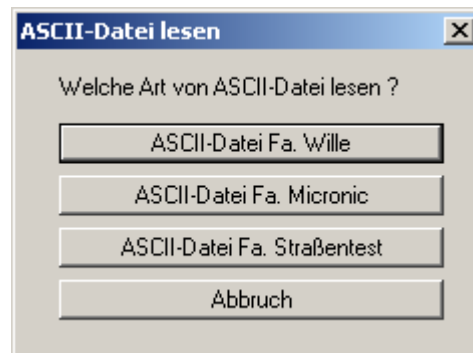 ASCII-Datei lesen
Welche Art von ASCII-Datei lesen ?
ASCII-Datei Fa. Wille
ASCII-Datei Fa. Micronic
ASCII-Datei Fa. Straßentest
Abbruch